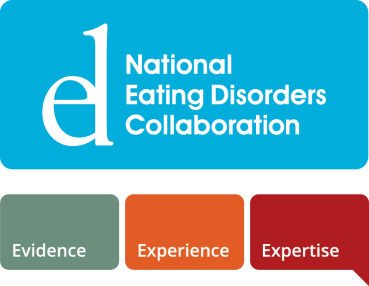 ed
National
Eating Disorders
Collaboration
Evidence
Experience
Expertise